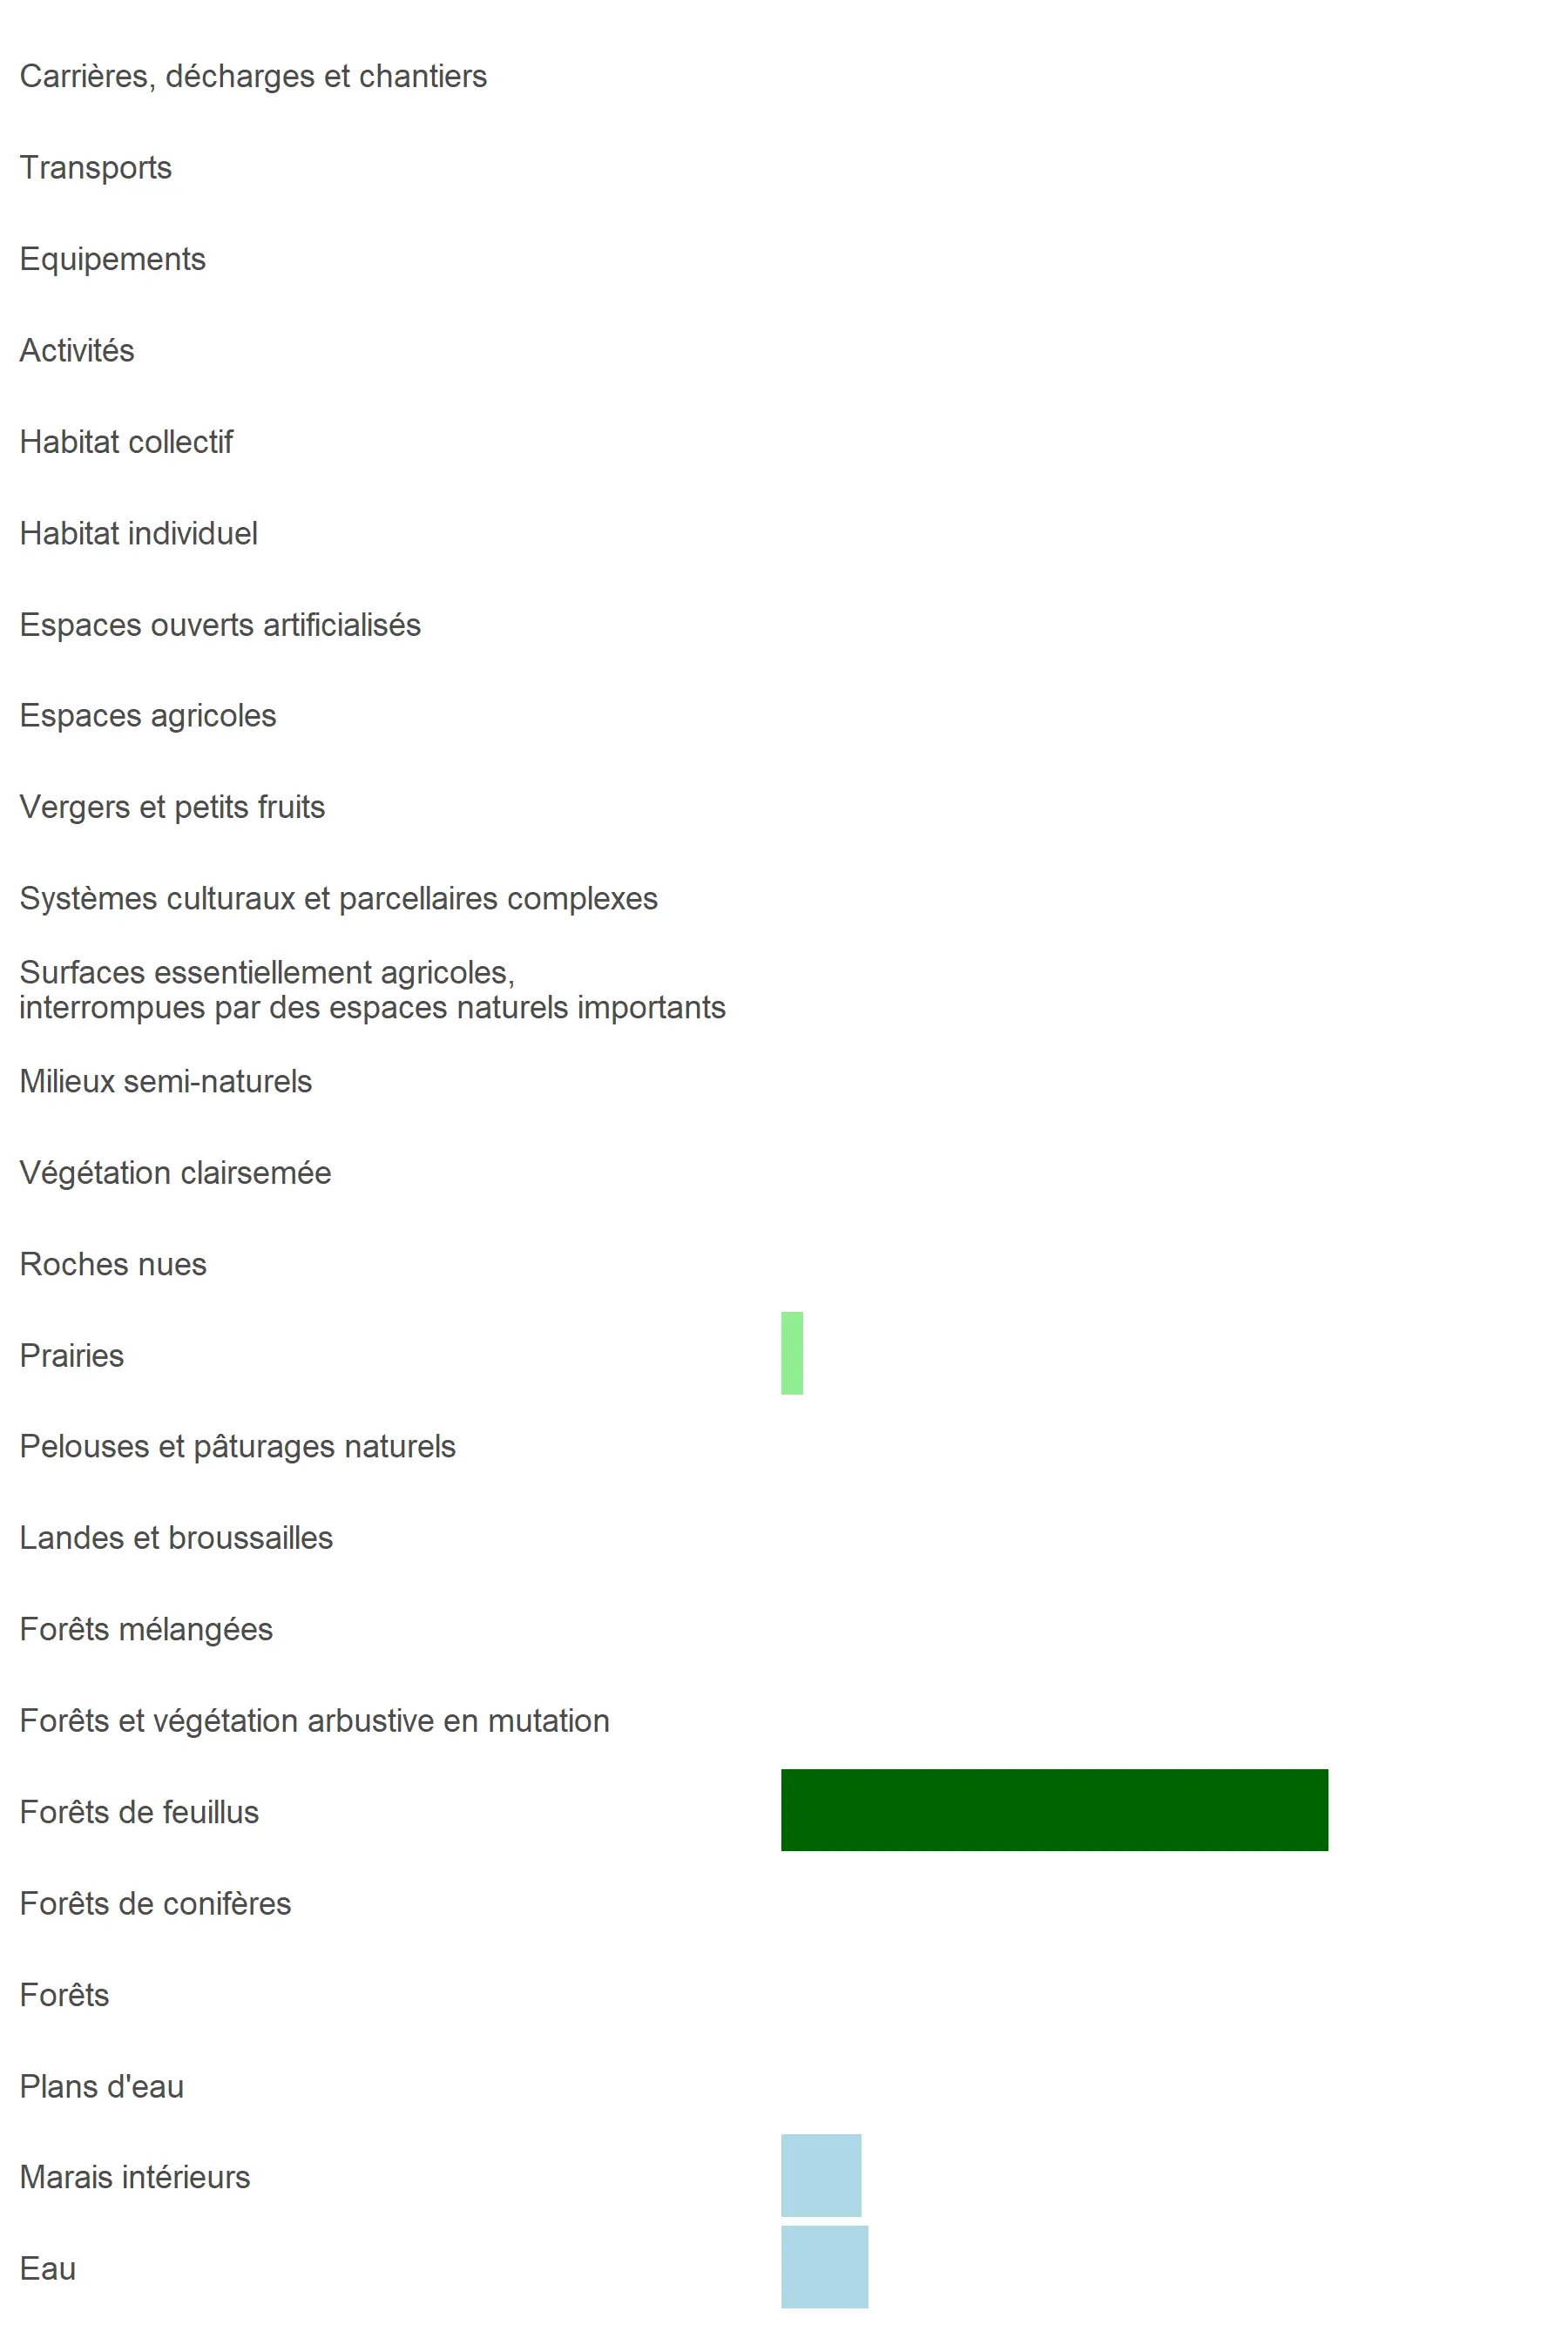 Carrières, décharges et chantiers
Transports
Equipements
Activités
Habitat collectif
Habitat individuel
Espaces ouverts artificialisés
Espaces agricoles
Vergers et petits fruits
Systèmes culturaux et parcellaires complexes
Surfaces essentiellement agricoles,
interrompues par des espaces naturels importants
Milieux semi-naturels
Végétation clairsemée
Roches nues
Prairies
Pelouses et pâturages naturels
Landes et broussailles
Forêts mélangées
Forêts et végétation arbustive en mutation
Forêts de feuillus
Forêts de conifères
Forêts
Plans d'eau
Marais intérieurs
Eau